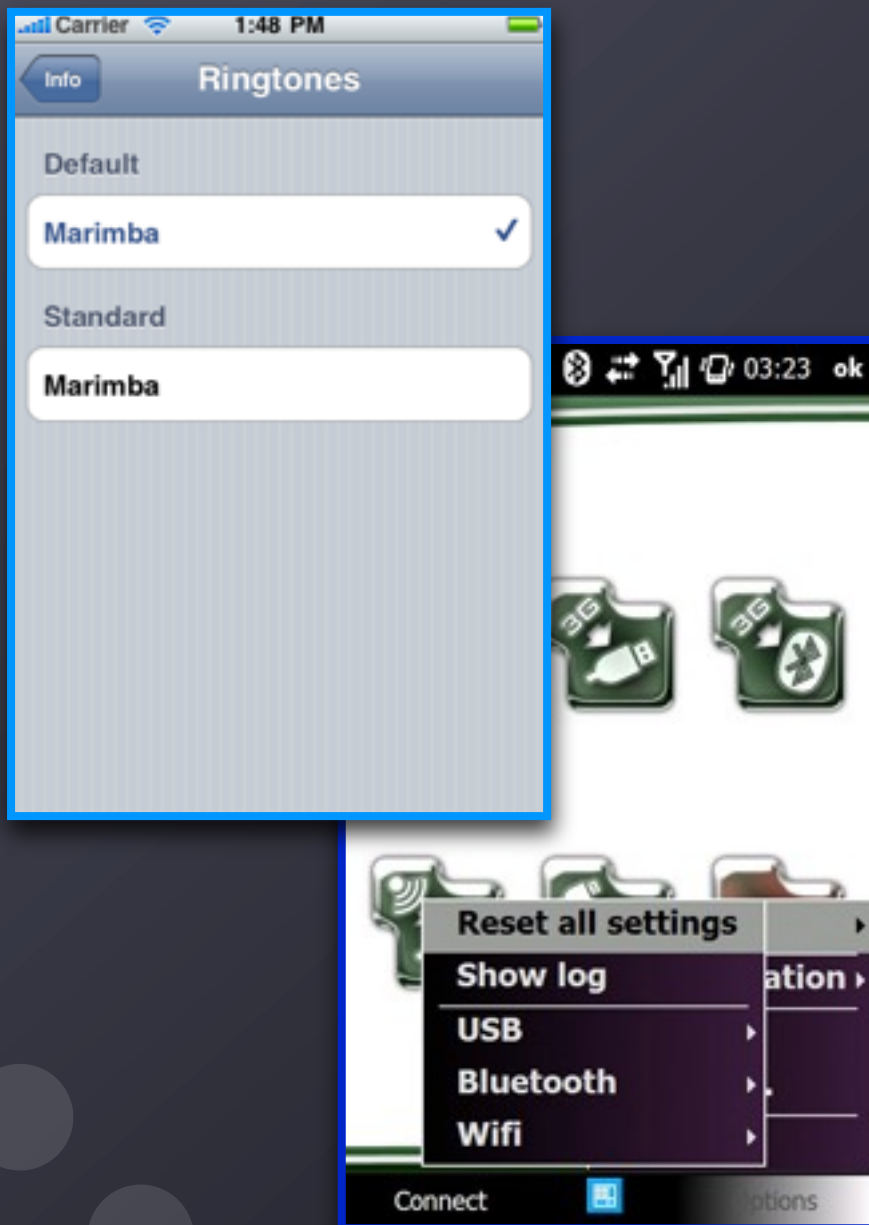 Carrier 1:48 PM
Info Ringtones
Default
Marimba
Standard
Marimba
03:23 ok
3G 3G
Reset all settings
Show log ation
USB
Bluetooth .
Wifi
Connect ptions